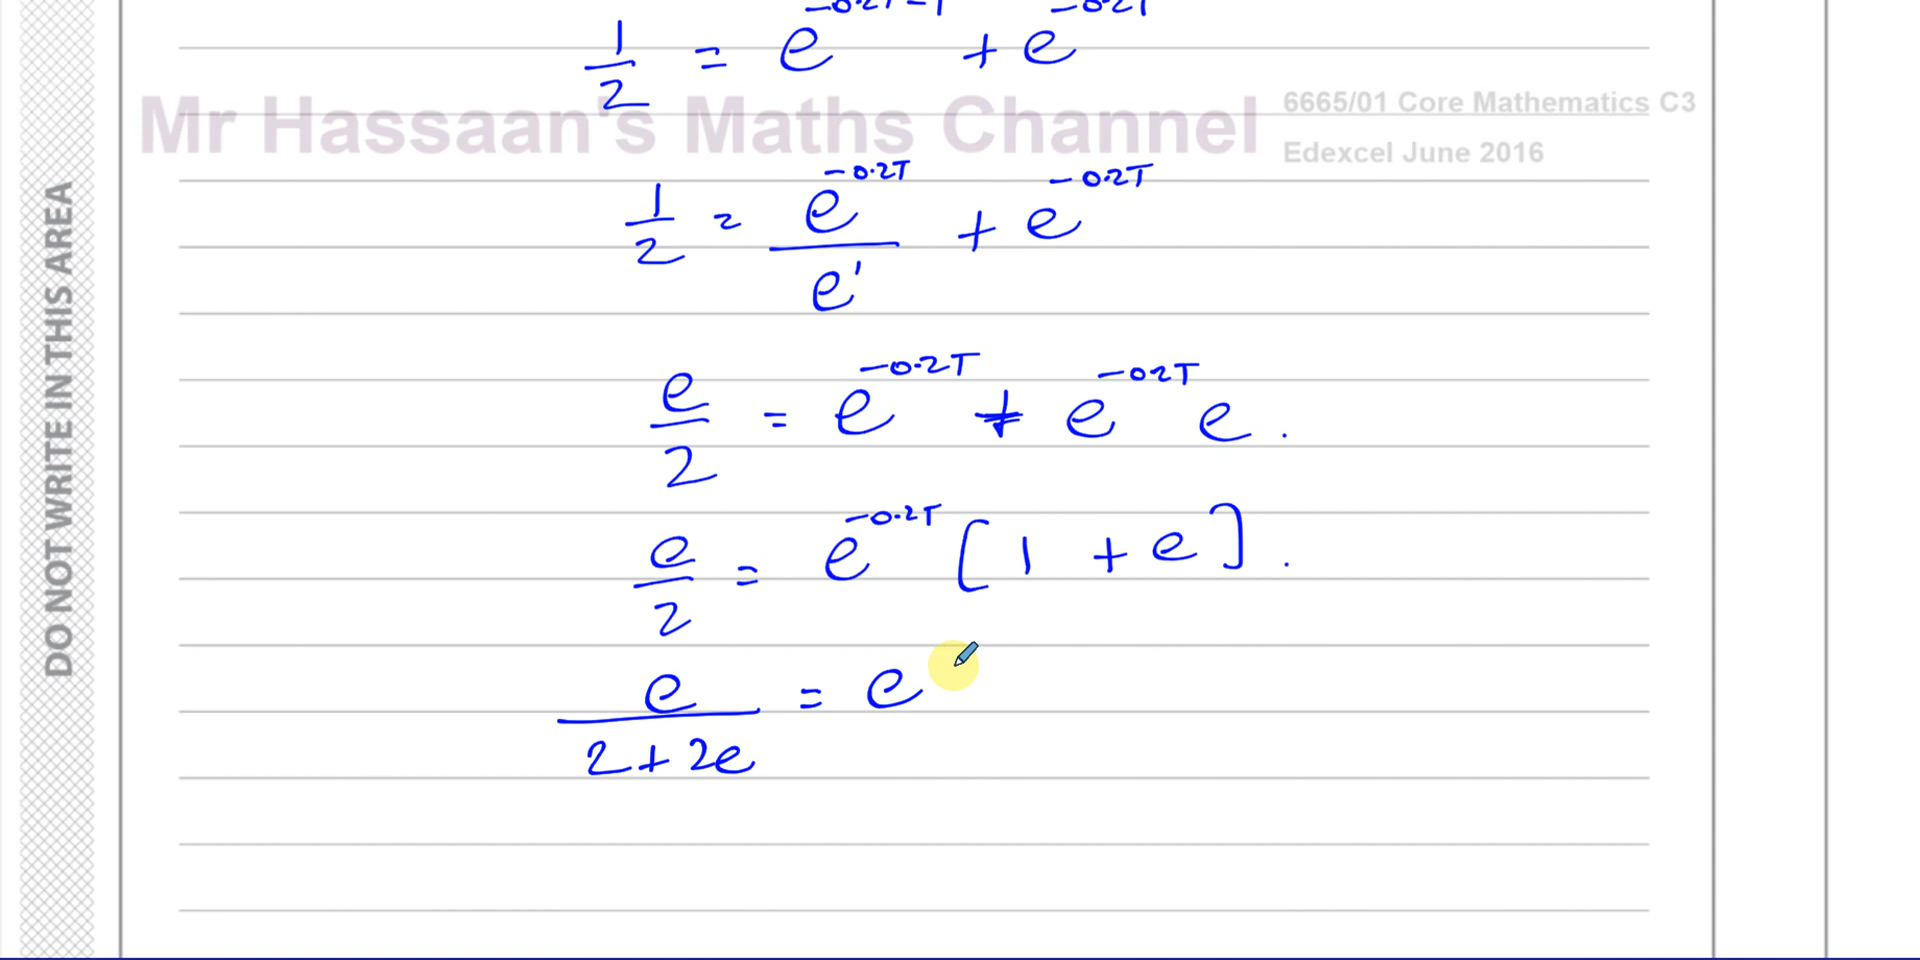 1/2 = e^(-0.2T-1) + e^(-0.2T)
Mr Hassaan's Maths Channel
6665/01 Core Mathematics C3
Edexcel June 2016
1/2 = e^(-0.2T)/e^1 + e^(-0.2T)
e/2 = e^(-0.2T) + e^(-0.2T) e.
e/2 = e^(-0.2T) [1 + e].
e/(2+2e) = e
DO NOT WRITE IN THIS AREA